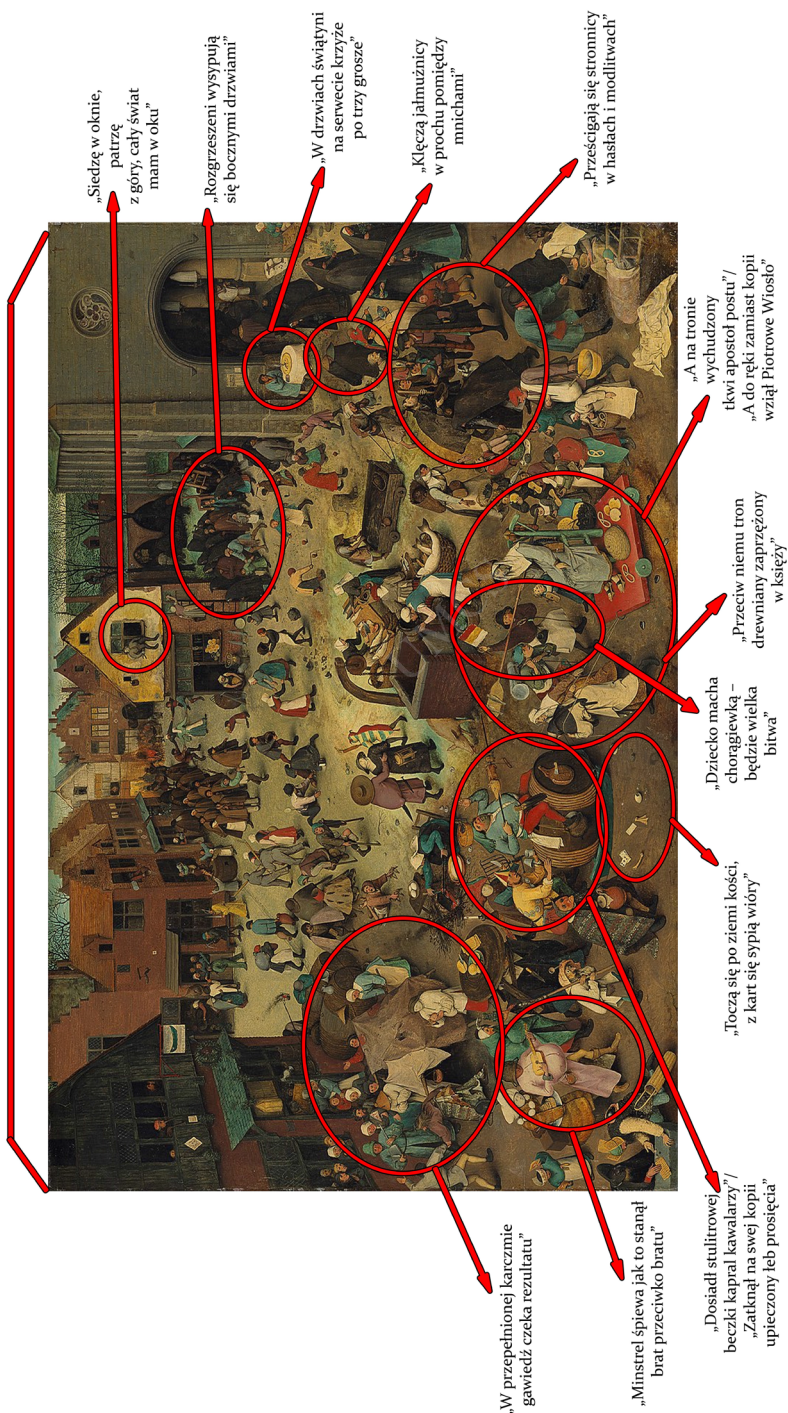 „Siedzę w oknie,
patrzę
z góry, cały świat
mam w oku”
„Rozgrzeszeni wysypują
się bocznymi drzwiami”
„W drzwiach świątyni
na serwecie krzyże
po trzy grosze”
„Klęczą jałmużnicy
w prochu pomiędzy
mnichami”
„Prześcigają się stronnicy
w hasłach i modlitwach”
„A na tronie
wychudzony
tkwi apostoł postu”/
„A do ręki zamiast kopii
wziął Piotrowe Wiosło”
„Przeciw niemu tron
drewniany zaprzężony
w księży”
„Dziecko macha
chorągiewką –
będzie wielka
bitwa”
„Toczą się po ziemi kości,
z kart się sypią wióry”
„Dosiadł stulitrowej
beczki kapral kawalarzy”/
„Zatknął na swej kopii
upieczony łeb prosięcia”
„Minstrel śpiewa jak to stanął
brat przeciwko bratu”
„W przepełnionej karczmie
gawiedź czeka rezultatu”